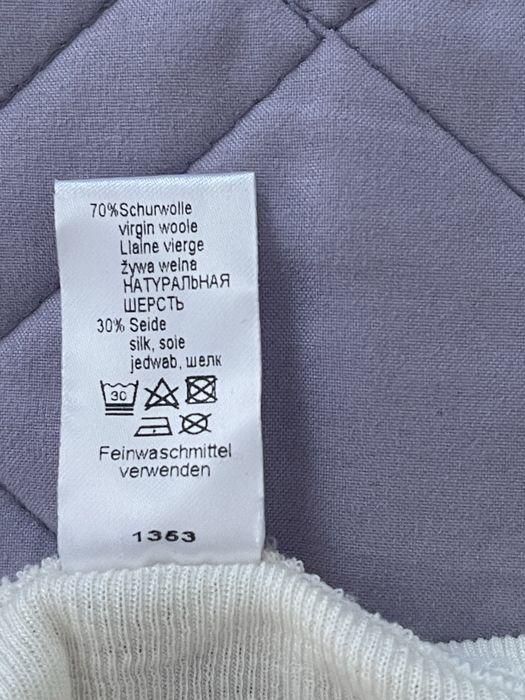 70%Schurwolle
virgin woole
Llaine vierge
żywa welna
НАТУРАЛЬНАЯ
ШЕРСТЬ
30% Seide
silk, soie
jedwab, шелк
30
Feinwaschmittel
verwenden
1353